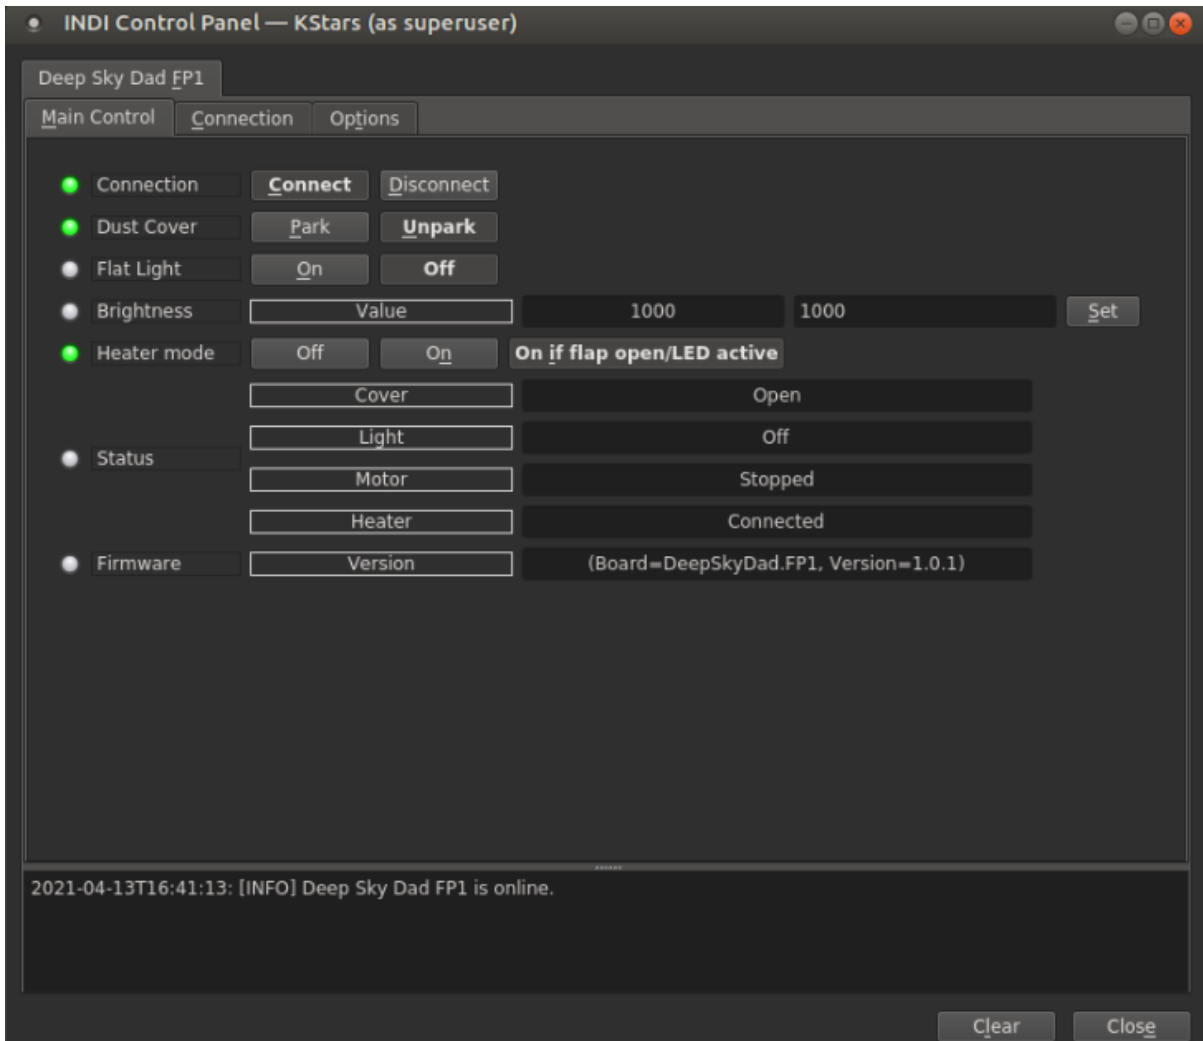 INDI Control Panel — KStars (as superuser)
Deep Sky Dad FP1
Main Control Connection Options
Connection Connect Disconnect
Dust Cover Park Unpark
Flat Light On Off
Brightness Value 1000 1000 Set
Heater mode Off On On if flap open/LED active
Cover Open
Light Off
Status
Motor Stopped
Heater Connected
Firmware Version (Board=DeepSkyDad.FP1, Version=1.0.1)
2021-04-13T16:41:13: [INFO] Deep Sky Dad FP1 is online.
Clear Close